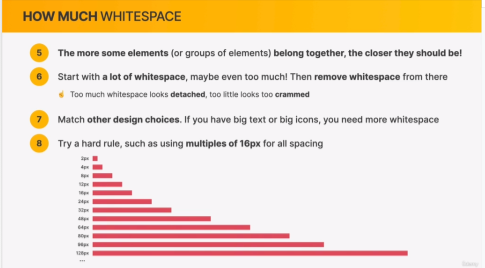 HOW MUCH WHITESPACE
5 The more some elements (or groups of elements) belong together, the closer they should be!
6 Start with a lot of whitespace, maybe even too much! Then remove whitespace from there
☝ Too much whitespace looks detached, too little looks too crammed
7 Match other design choices. If you have big text or big icons, you need more whitespace
8 Try a hard rule, such as using multiples of 16px for all spacing
2px
4px
8px
12px
16px
24px
32px
48px
64px
80px
96px
128px
...
Udemy